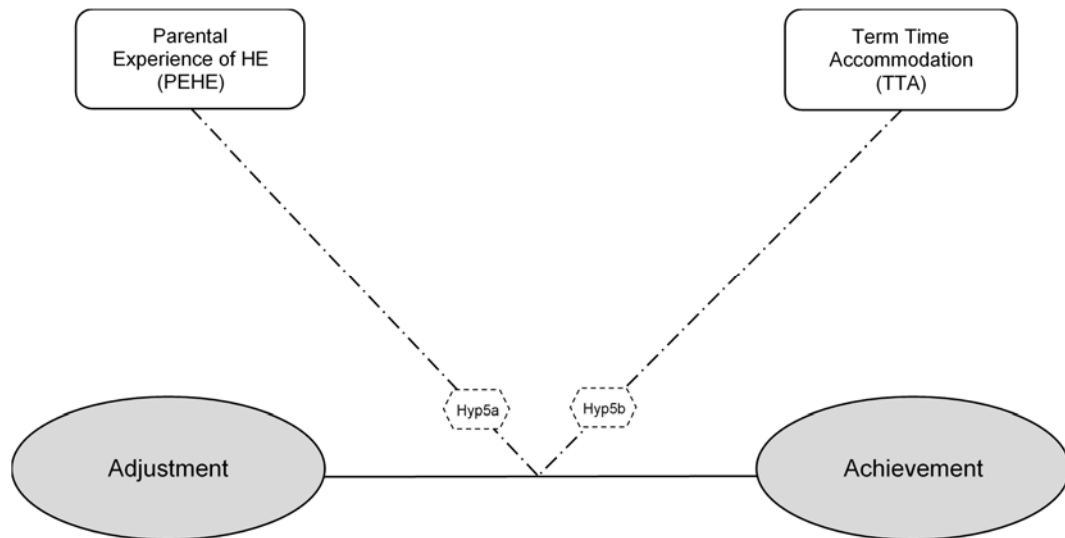 Parental
Experience of HE
(PEHE)
Term Time
Accommodation
(TTA)
Hyp5a
Hyp5b
Adjustment
Achievement